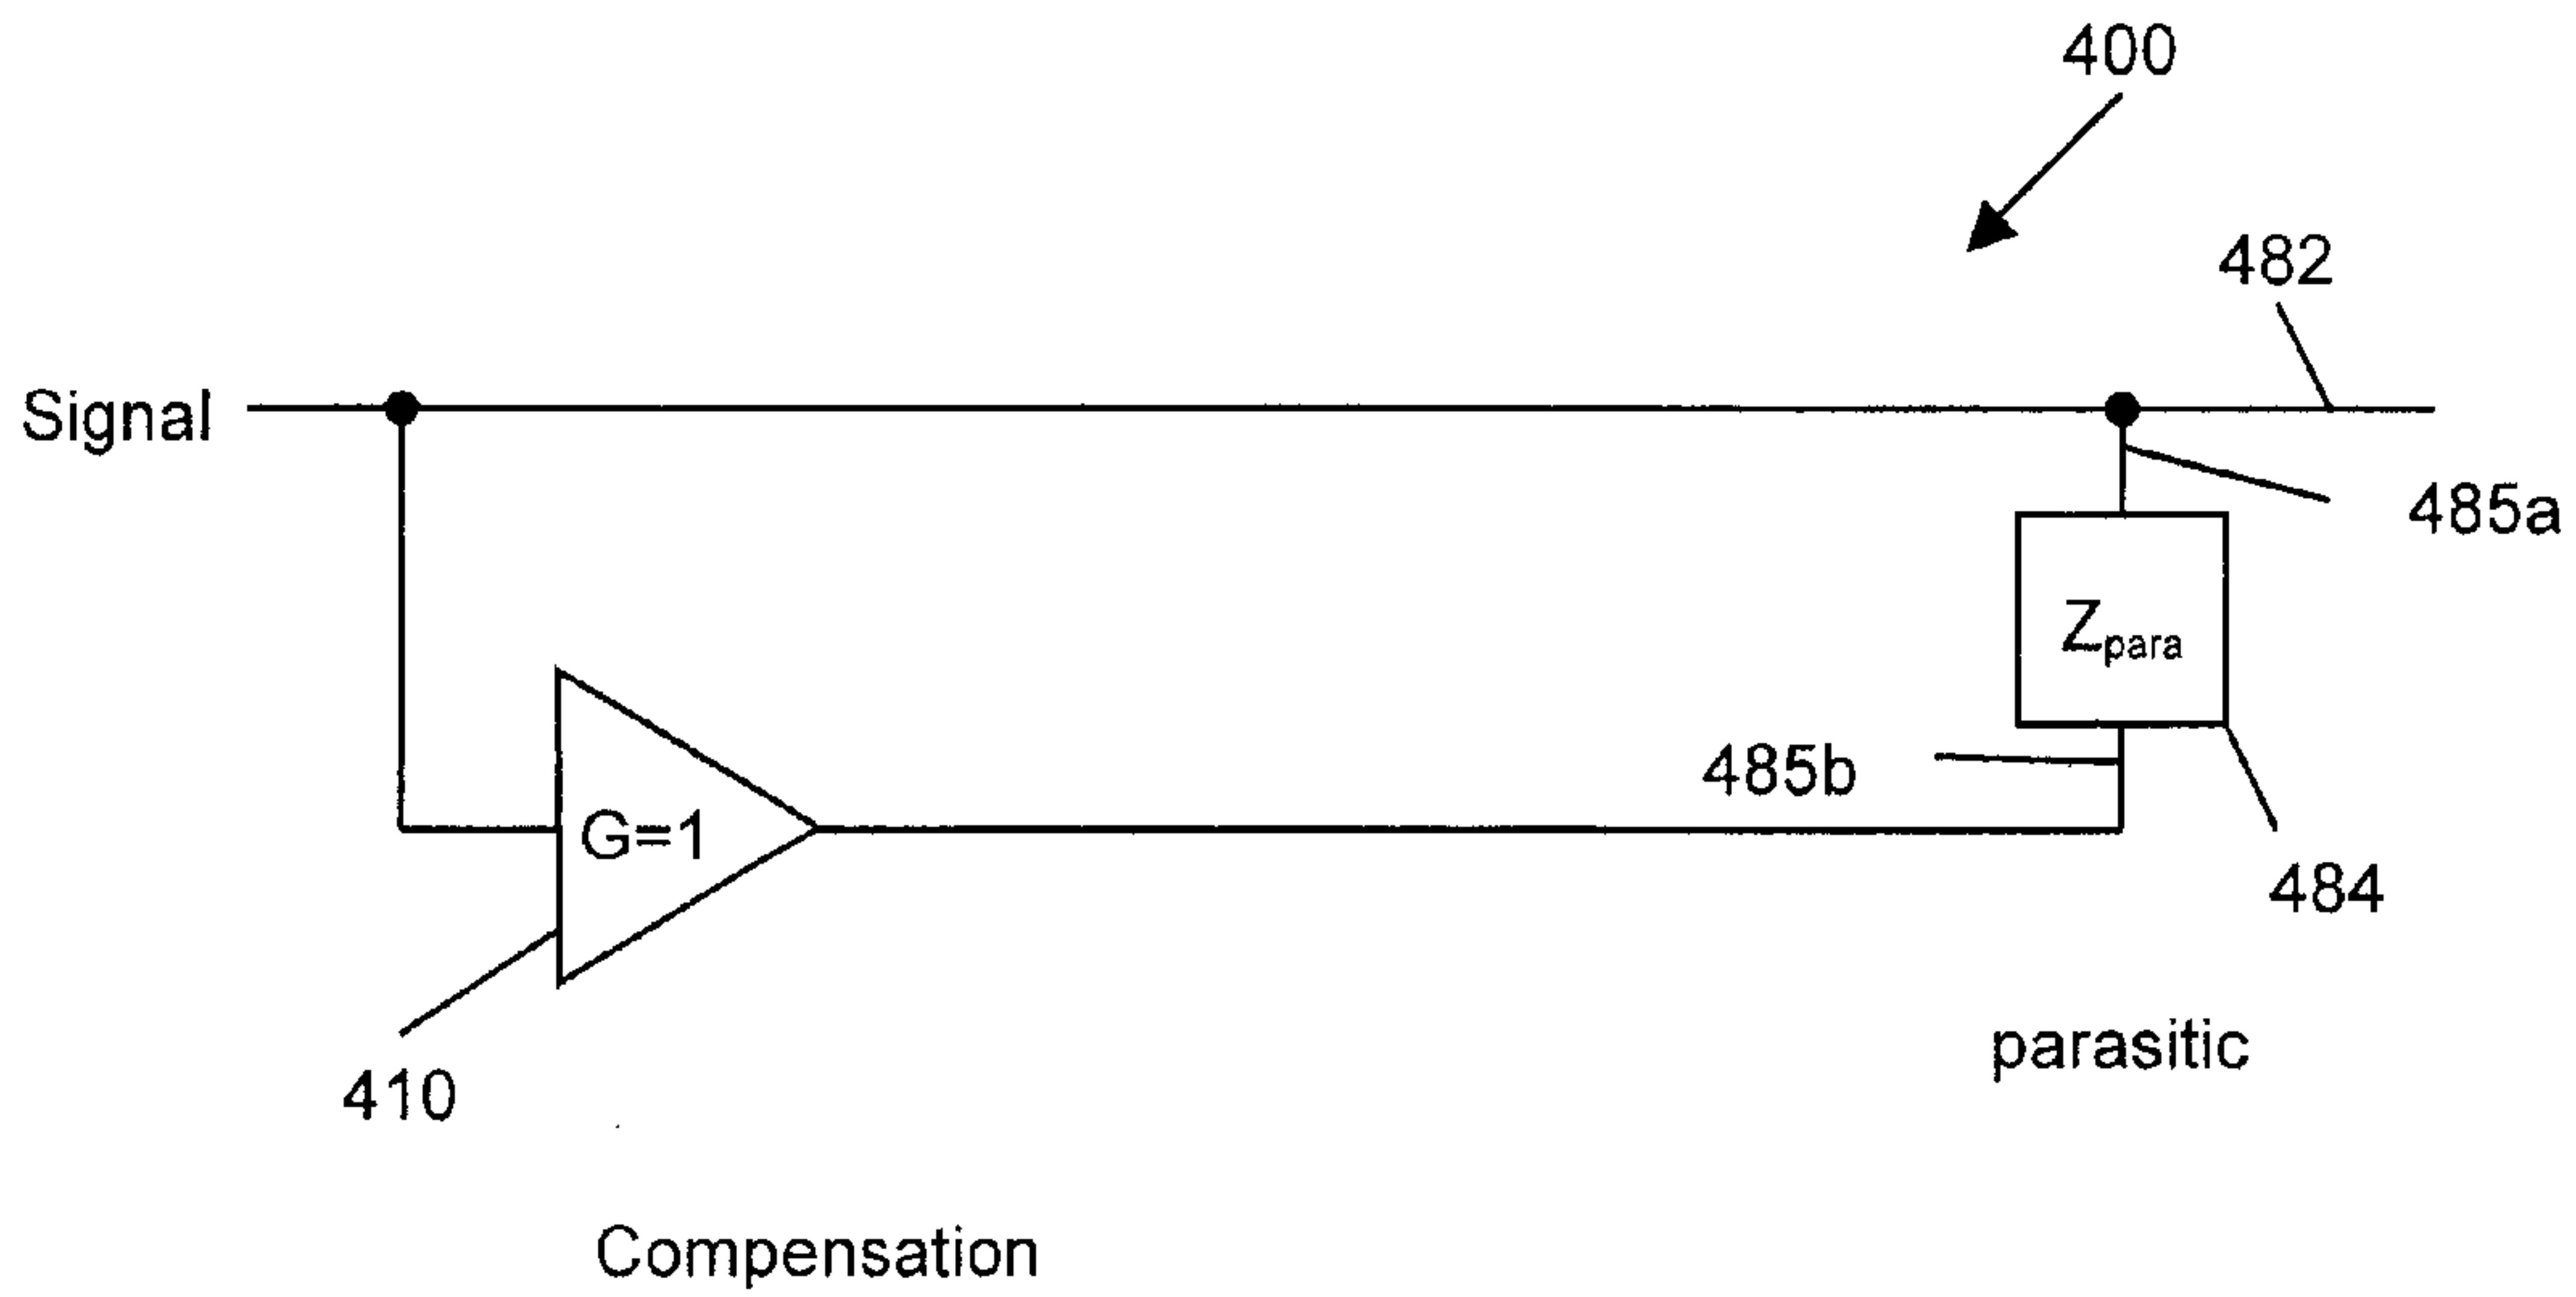 400
482
Signal
485a
Zpara
485b
G=1
484
410
parasitic
Compensation